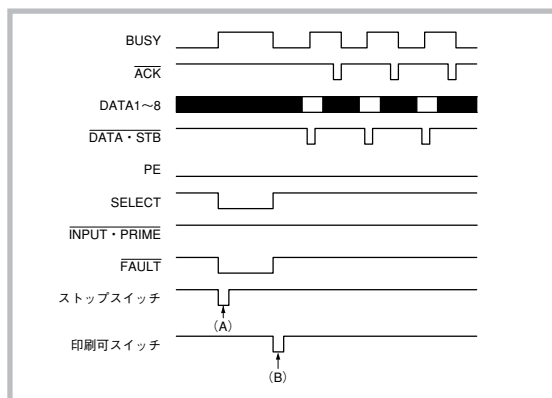 BUSY
ACK
DATA1～8
DATA・STB
PE
SELECT
INPUT・PRIME
FAULT
ストップスイッチ
(A)
印刷可スイッチ
(B)